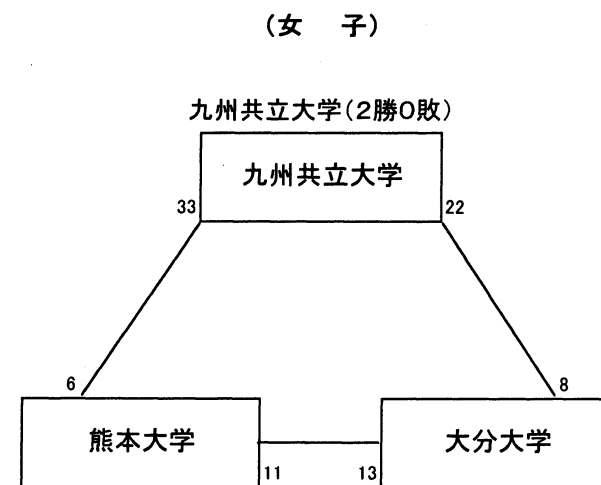 (女 子)
九州共立大学(2勝0敗)
九州共立大学
33
22
6
8
熊本大学
大分大学
11
13